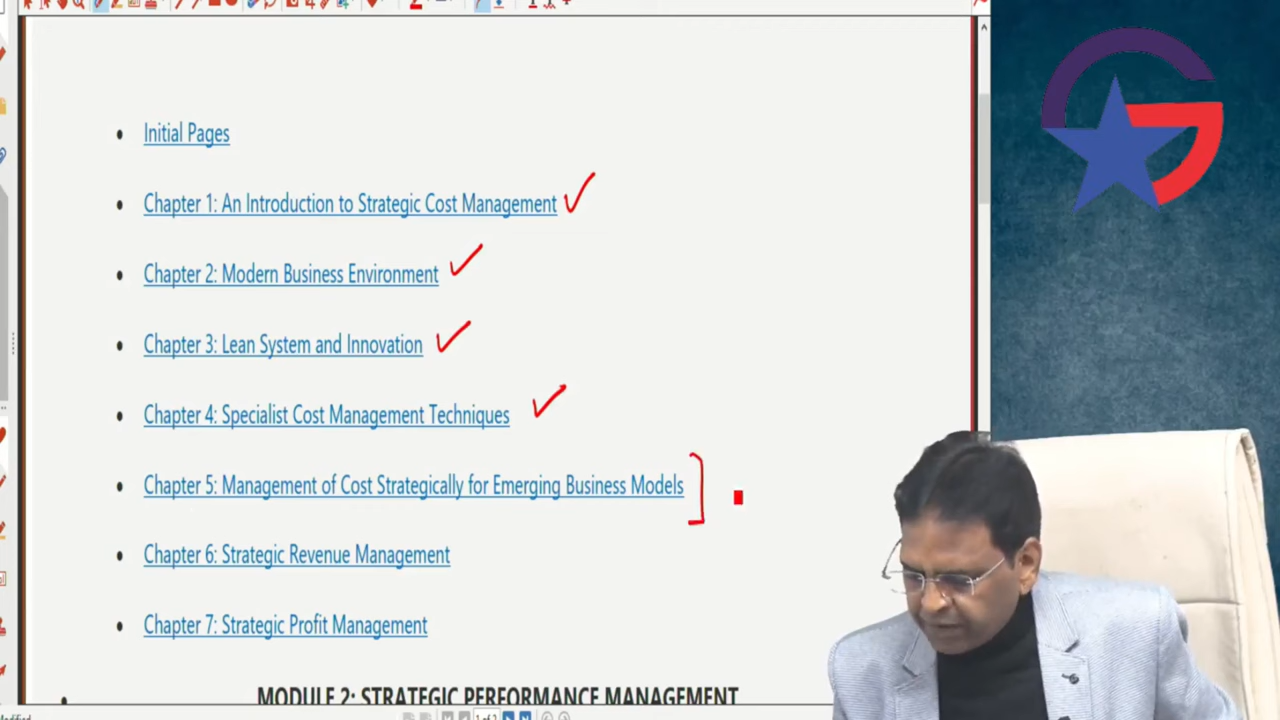 Initial Pages
Chapter 1: An Introduction to Strategic Cost Management
Chapter 2: Modern Business Environment
Chapter 3: Lean System and Innovation
Chapter 4: Specialist Cost Management Techniques
Chapter 5: Management of Cost Strategically for Emerging Business Models
Chapter 6: Strategic Revenue Management
Chapter 7: Strategic Profit Management
MODULE 2: STRATEGIC PERFORMANCE MANAGEMENT